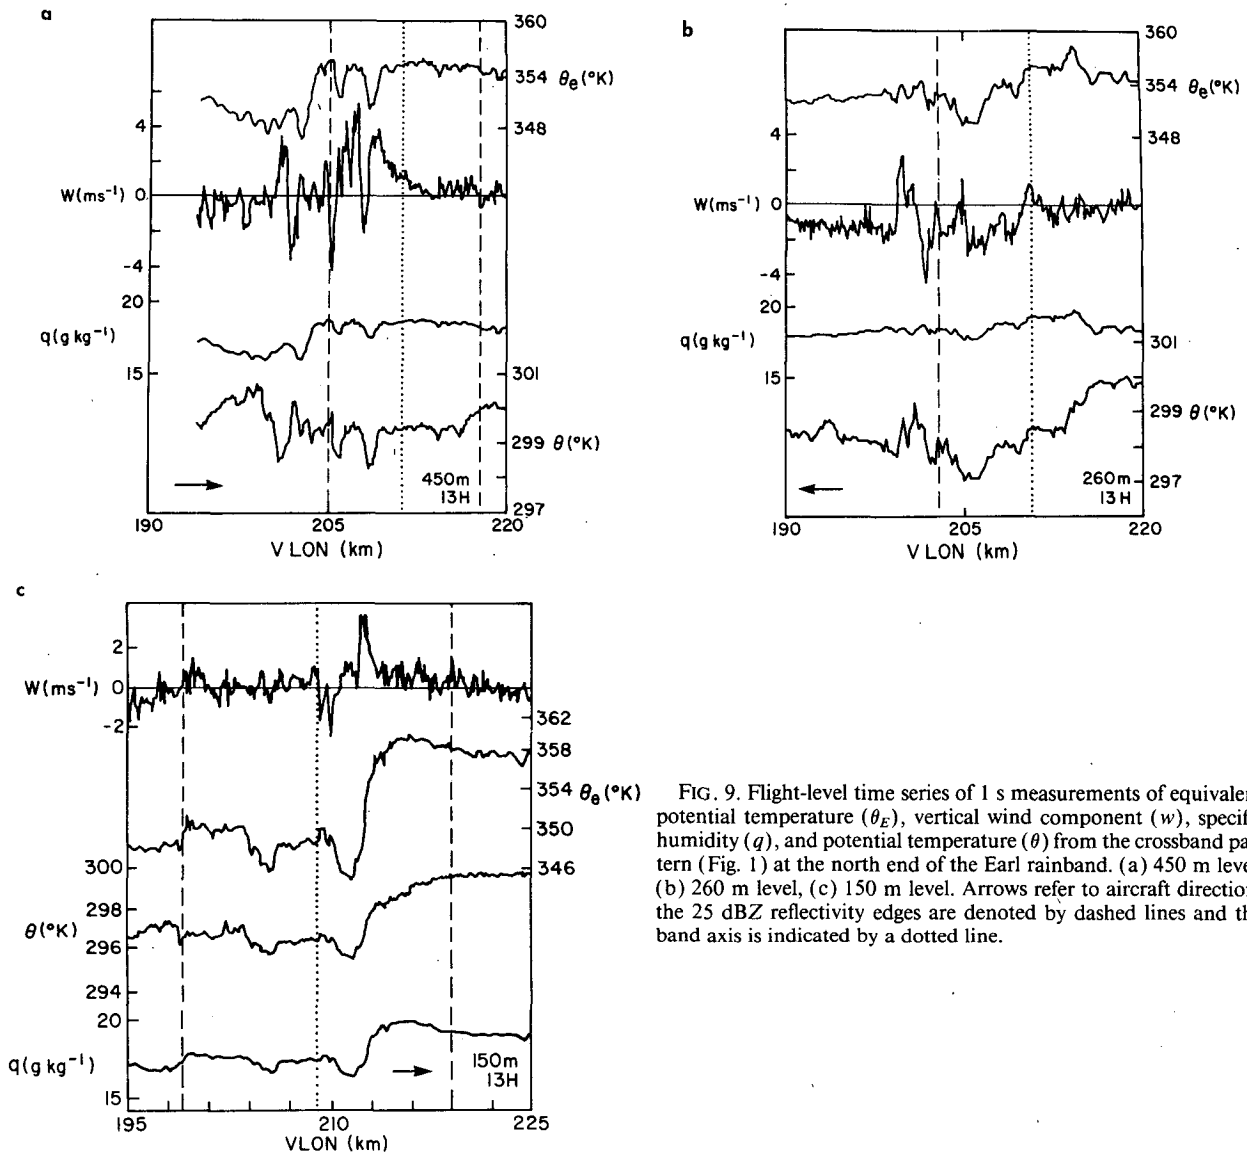 a
360
354
θe(°K)
348
4
W(ms⁻¹) 0
-4
20
q(g kg⁻¹)
15
301
299 θ(°K)
297
450m
13H
190
205
220
V LON (km)
b
360
354 θe(°K)
348
4
W(ms⁻¹) 0
-4
20
q(g kg⁻¹)
301
15
299 θ(°K)
297
260m
13H
190
205
220
V LON (km)
c
2
W(ms⁻¹) 0
-2
362
358
354 θe(°K)
350
346
300
298
θ(°K)
296
294
20
q(g kg⁻¹)
15
150m
13H
195
210
225
VLON (km)
FIG. 9. Flight-level time series of 1 s measurements of equivale
potential temperature (θE), vertical wind component (w), specif
humidity (q), and potential temperature (θ) from the crossband pa
tern (Fig. 1) at the north end of the Earl rainband. (a) 450 m leve
(b) 260 m level, (c) 150 m level. Arrows refer to aircraft direction
the 25 dBZ reflectivity edges are denoted by dashed lines and th
band axis is indicated by a dotted line.